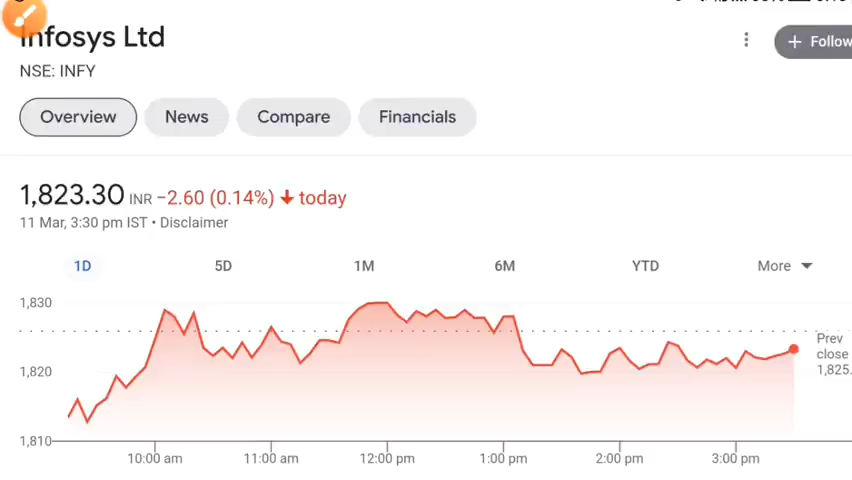 Infosys Ltd
Follow
NSE: INFY
Overview
News
Compare
Financials
1,823.30 INR −2.60 (0.14%) today
11 Mar, 3:30 pm IST • Disclaimer
1D
5D
1M
6M
YTD
More
1,830
1,820
1,810
Prev
close
1,825.
10:00 am
11:00 am
12:00 pm
1:00 pm
2:00 pm
3:00 pm